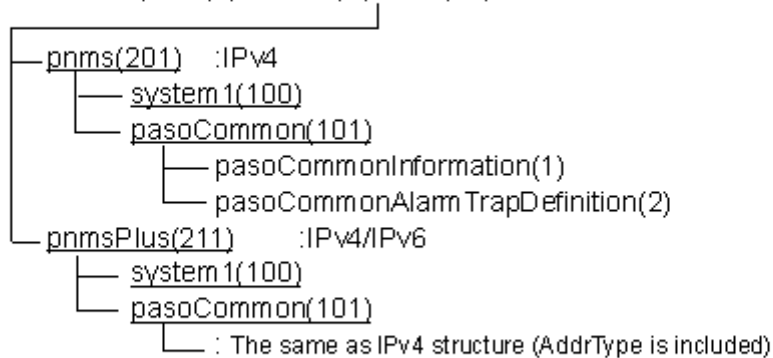 pnms(201) :IPv4
system1(100)
pasoCommon(101)
pasoCommonInformation(1)
pasoCommonAlarmTrapDefinition(2)
pnmsPlus(211) :IPv4/IPv6
system1(100)
pasoCommon(101)
: The same as IPv4 structure (AddrType is included)